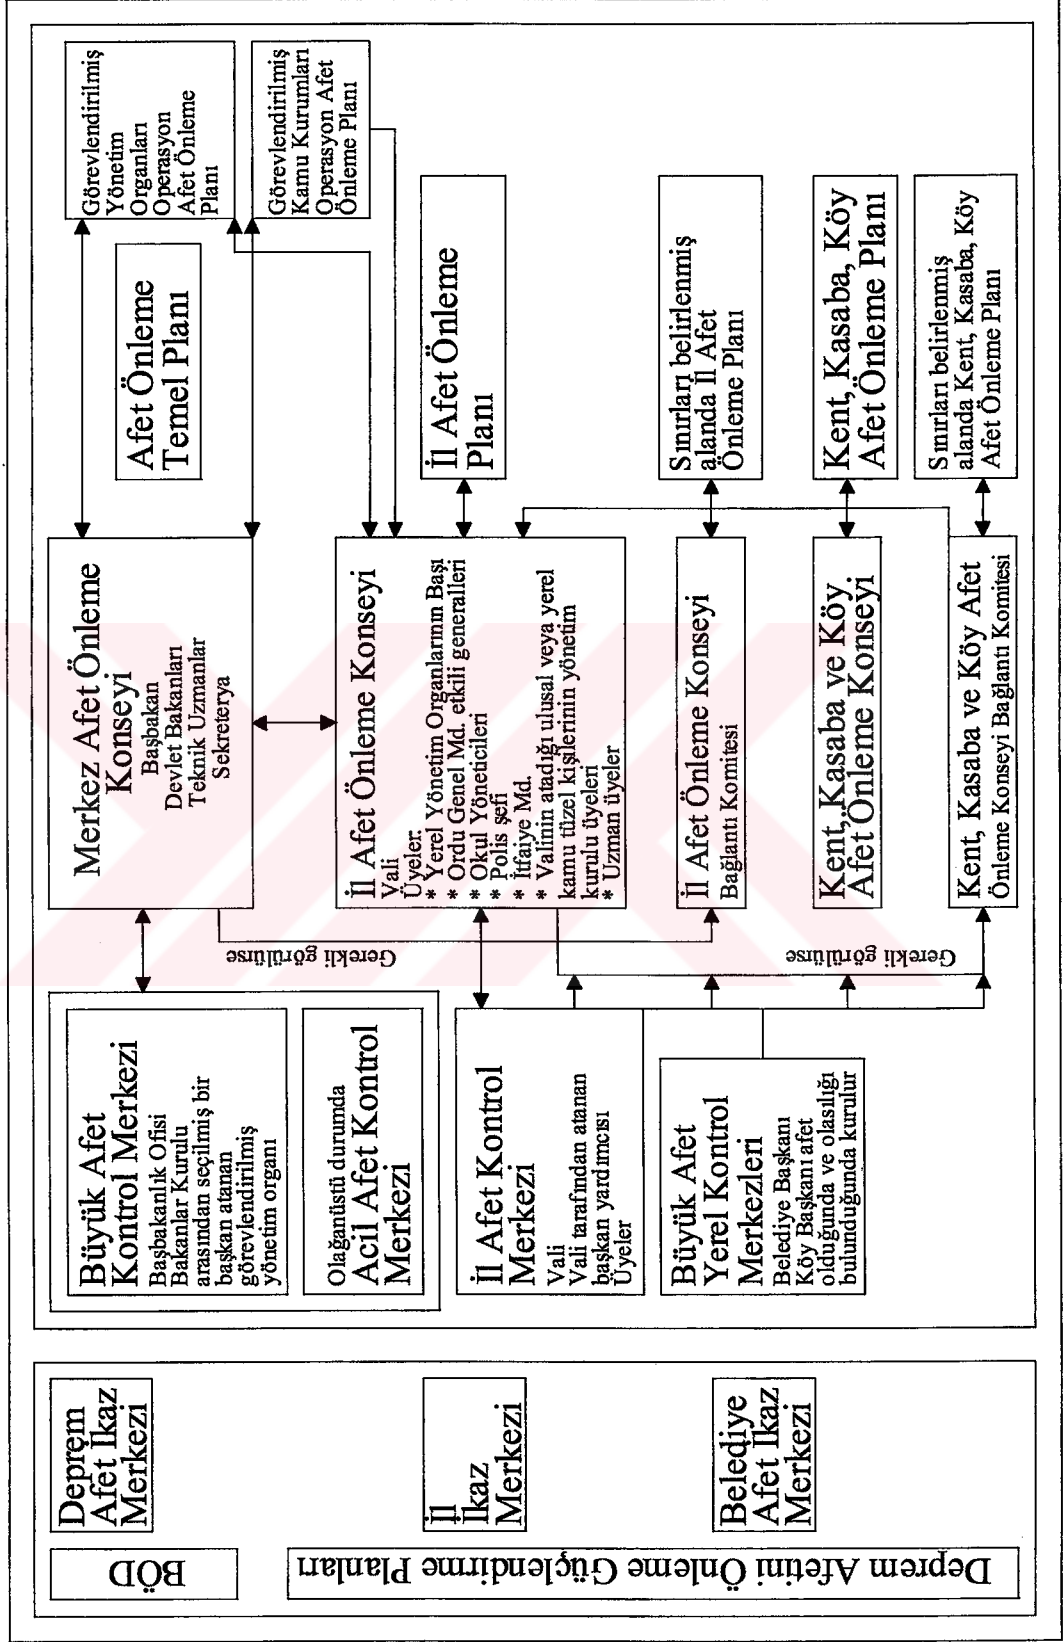 BÖD
Deprem Afetini Önleme Güçlendirme Planları
Deprem
Afet İkaz
Merkezi
İl
İkaz
Merkezi
Belediye
Afet İkaz
Merkezi
Büyük Afet
Kontrol Merkezi
Başbakanlık Ofisi
Bakanlar Kurulu
arasından seçilmiş bir
başkan atanan
görevlendirilmiş
yönetim organı
Olağanüstü durumda
Acil Afet Kontrol
Merkezi
İl Afet Kontrol
Merkezi
Vali
Vali tarafından atanan
başkan yardımcısı
Üyeler
Büyük Afet
Yerel Kontrol
Merkezleri
Belediye Başkanı
Köy Başkanı afet
olduğunda ve olasılığı
bulunduğunda kurulur
Gerekli görülürse
Gerekli görülürse
Merkez Afet Önleme
Konseyi
Başbakan
Devlet Bakanları
Teknik Uzmanlar
Sekreterya
İl Afet Önleme Konseyi
Vali
Üyeler.
* Yerel Yönetim Organlarının Başı
* Ordu Genel Md. etkili generalleri
* Okul Yöneticileri
* Polis şefi
* İtfaiye Md.
* Valinin atadığı ulusal veya yerel
kamu tüzel kişilerinin yönetim
kurulu üyeleri
* Uzman üyeler
İl Afet Önleme Konseyi
Bağlantı Komitesi
Kent, Kasaba ve Köy
Afet Önleme Konseyi
Kent, Kasaba ve Köy Afet
Önleme Konseyi Bağlantı Komitesi
Afet Önleme
Temel Planı
Görevlendirilmiş
Yönetim
Organları
Operasyon
Afet Önleme
Planı
Görevlendirilmiş
Kamu Kurumları
Operasyon Afet
Önleme Planı
İl Afet Önleme
Planı
Sınırları belirlenmiş
alanda İl Afet
Önleme Planı
Kent, Kasaba, Köy
Afet Önleme Planı
Sınırları belirlenmiş
alanda Kent, Kasaba, Köy
Afet Önleme Planı